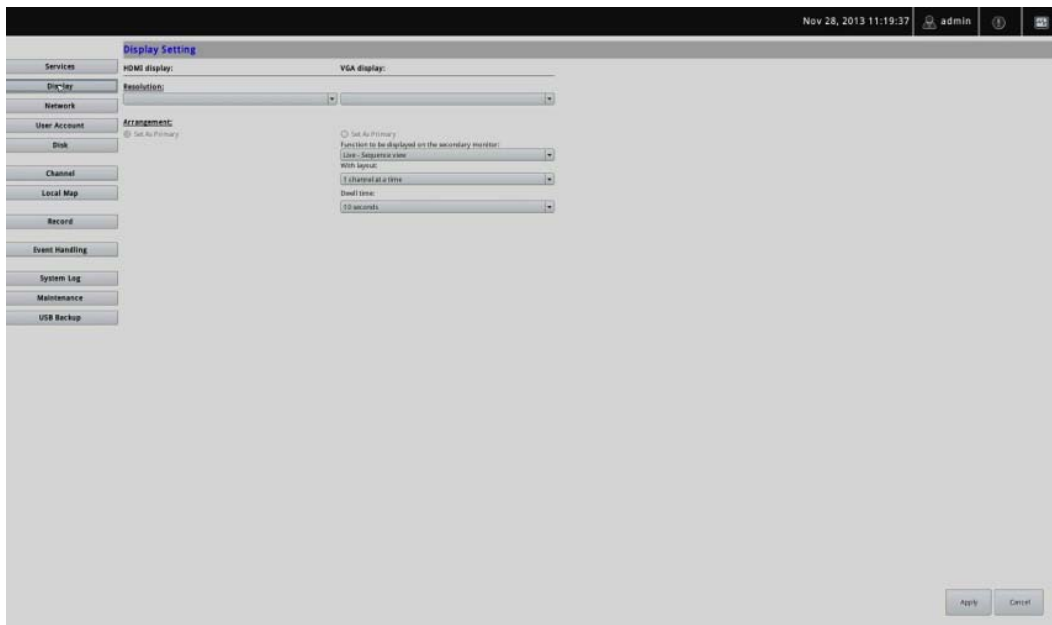 Nov 28, 2013 11:19:37 admin
Display Setting
Services
HDMI display: VGA display:
Display
Resolution:
Network
User Account
Arrangement:
Set As Primary Set As Primary
Disk
Function to be displayed on the secondary monitor:
Live - Sequence view
With layout:
Channel
1 channel at a time
Local Map
Dwell time:
10 seconds
Record
Event Handling
System Log
Maintenance
USB Backup
Apply Cancel